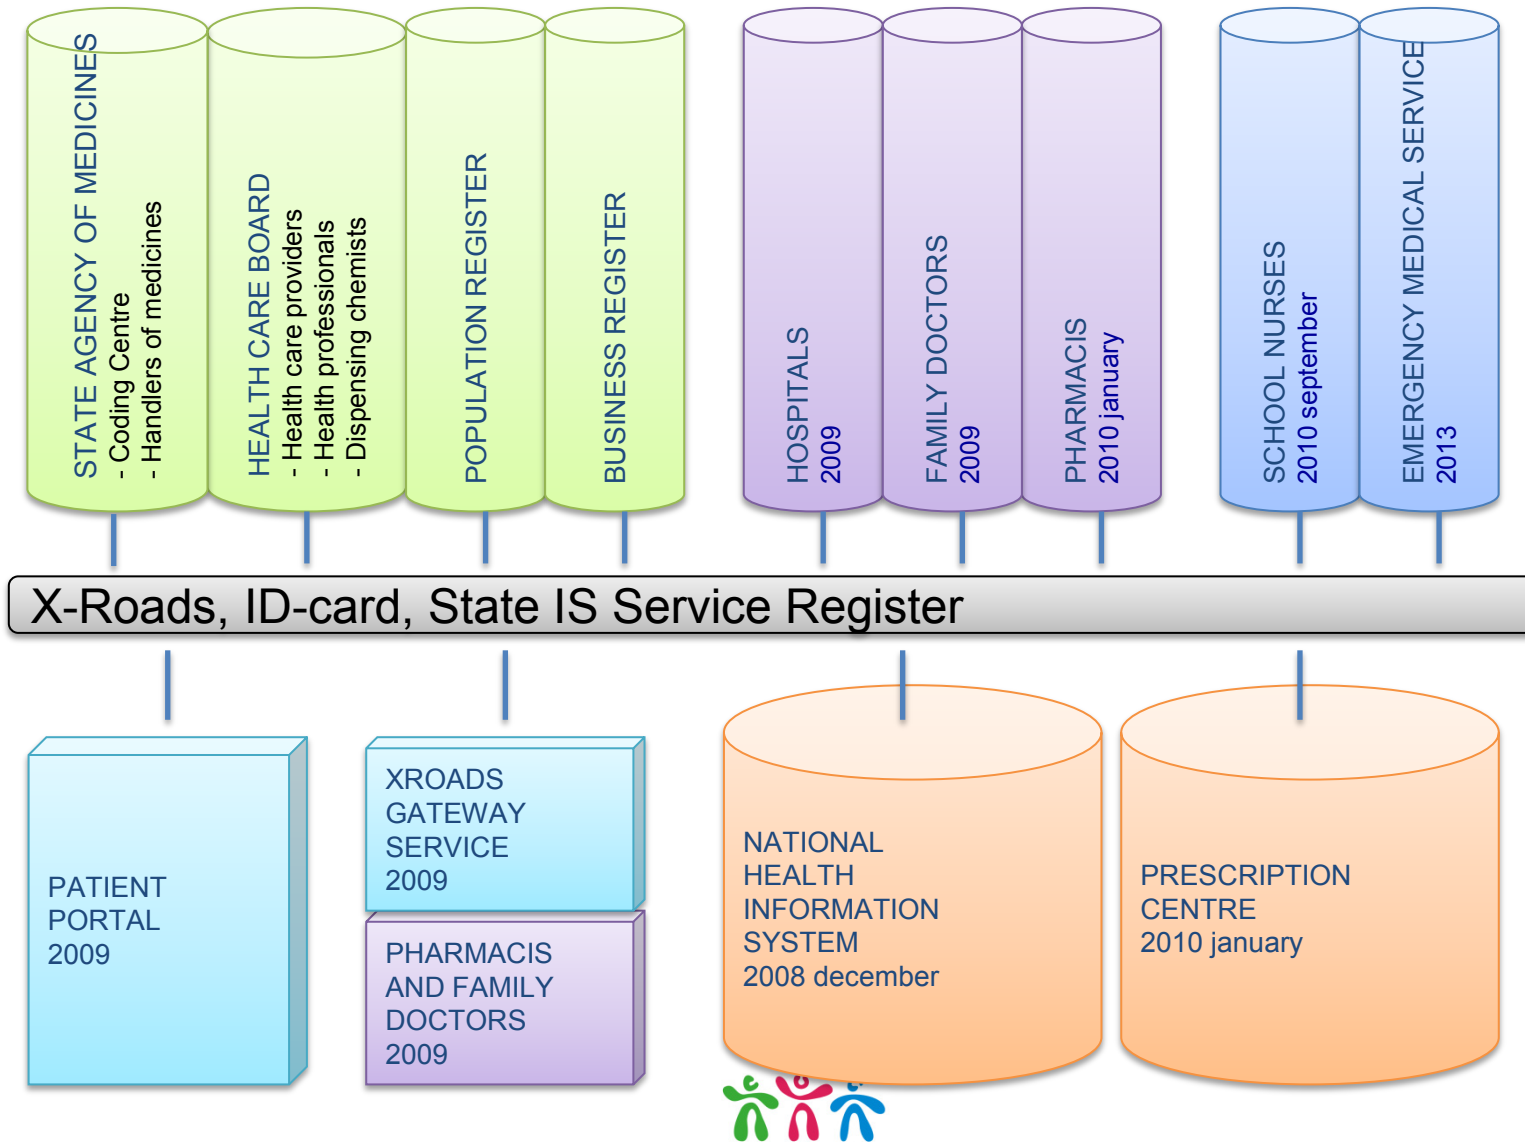 STATE AGENCY OF MEDICINES
- Coding Centre
- Handlers of medicines
HEALTH CARE BOARD
- Health care providers
- Health professionals
- Dispensing chemists
POPULATION REGISTER
BUSINESS REGISTER
HOSPITALS
2009
FAMILY DOCTORS
2009
PHARMACIS
2010 january
SCHOOL NURSES
2010 september
EMERGENCY MEDICAL SERVICE
2013
X-Roads, ID-card, State IS Service Register
PATIENT
PORTAL
2009
XROADS
GATEWAY
SERVICE
2009
PHARMACIS
AND FAMILY
DOCTORS
2009
NATIONAL
HEALTH
INFORMATION
SYSTEM
2008 december
PRESCRIPTION
CENTRE
2010 january